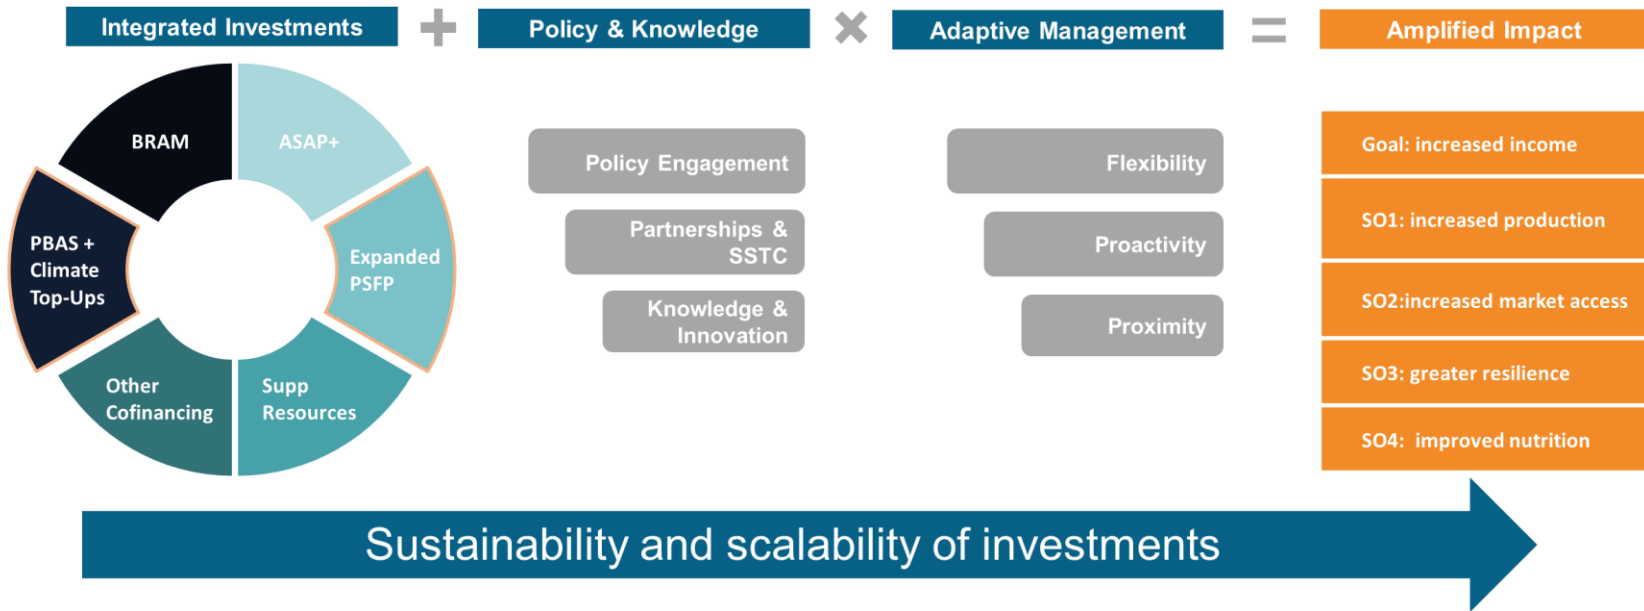 Integrated Investments
+
Policy & Knowledge
×
Adaptive Management
=
Amplified Impact
BRAM
ASAP+
PBAS +
Climate
Top-Ups
Expanded
PSFP
Other
Cofinancing
Supp
Resources
Policy Engagement
Partnerships &
SSTC
Knowledge &
Innovation
Flexibility
Proactivity
Proximity
Goal: increased income
SO1: increased production
SO2:increased market access
SO3: greater resilience
SO4: improved nutrition
Sustainability and scalability of investments